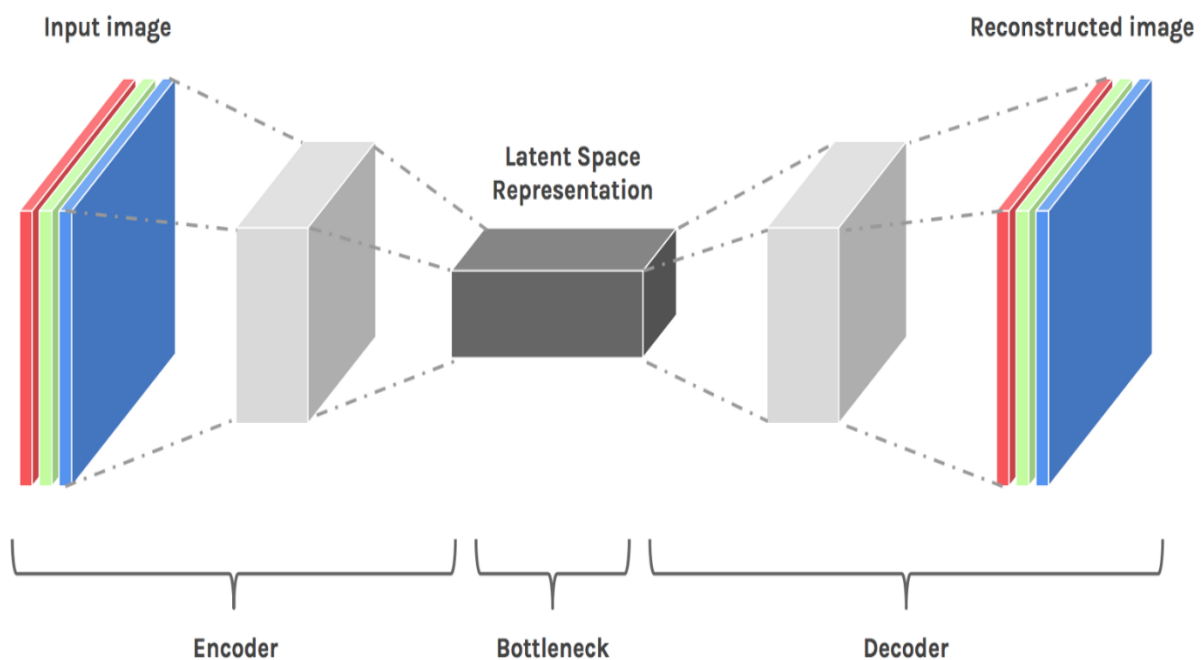 Input image
Reconstructed image
Latent Space
Representation
Encoder
Bottleneck
Decoder